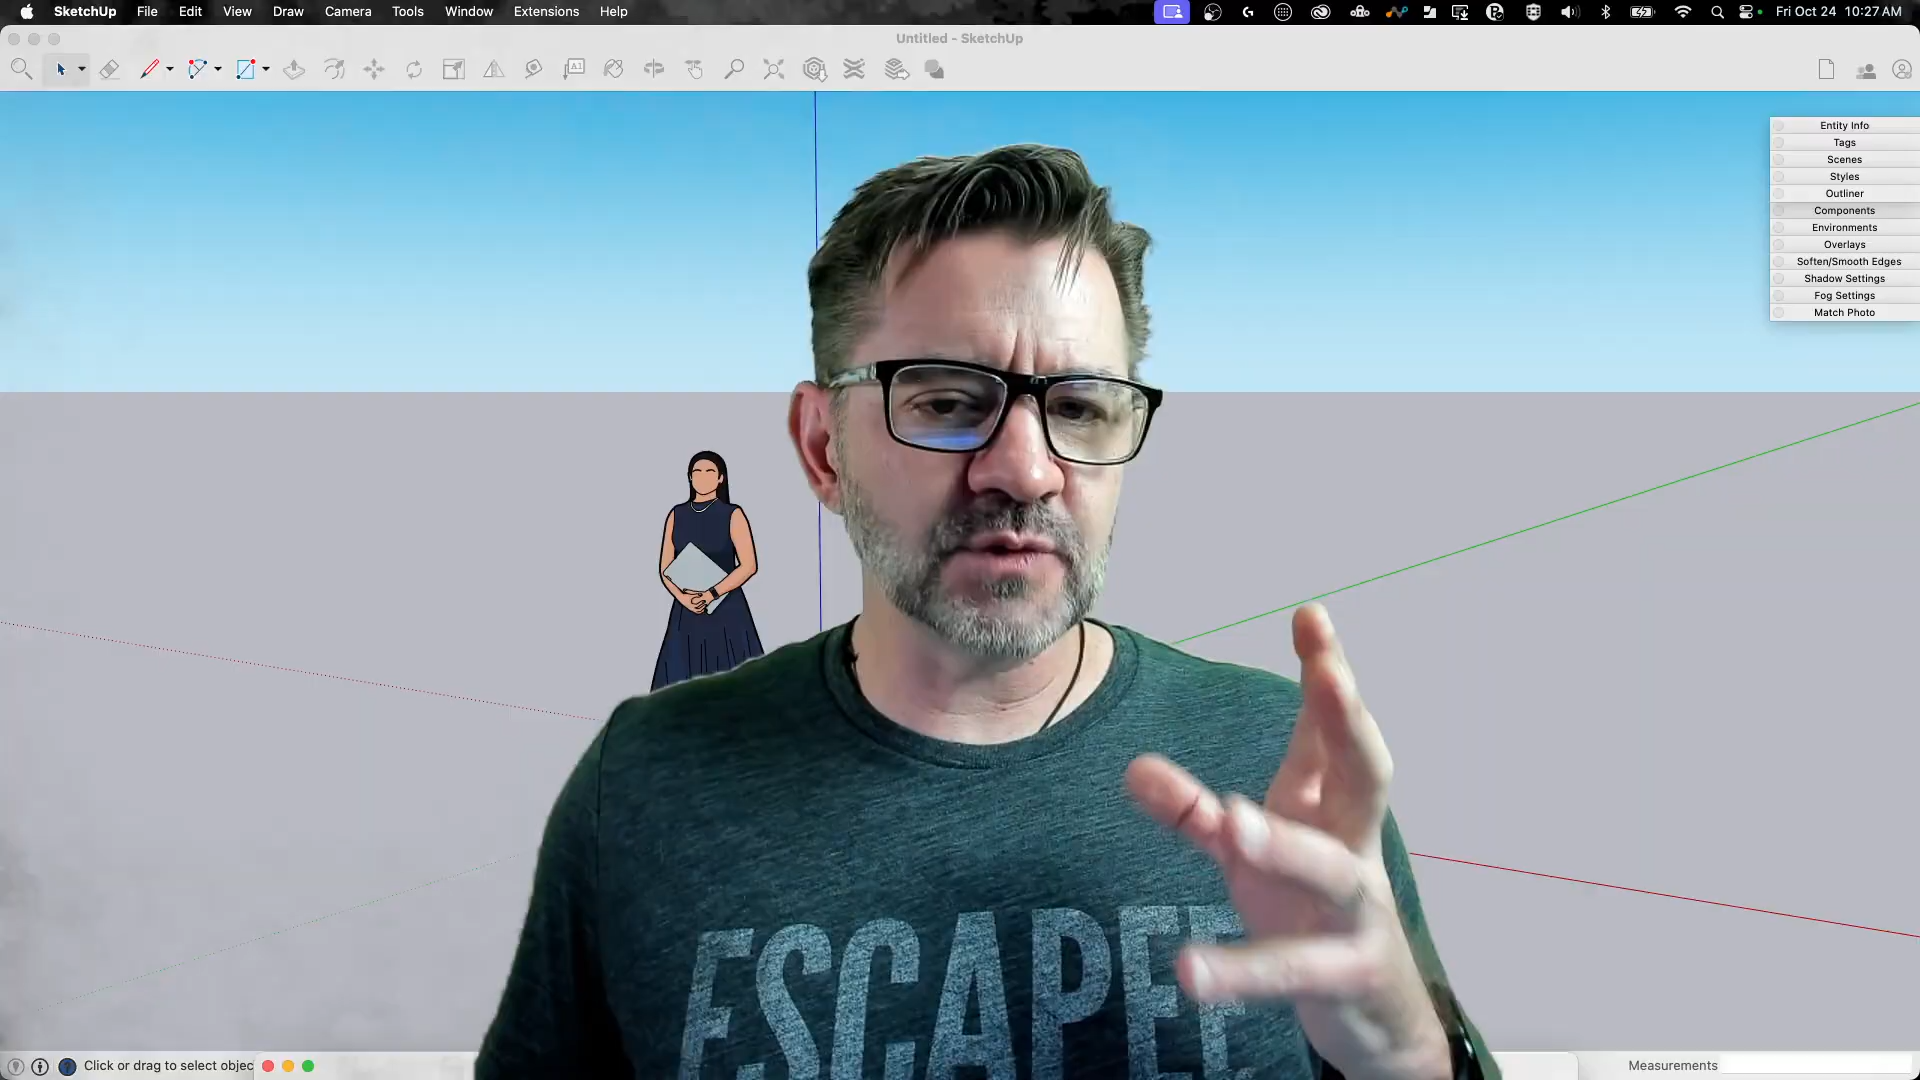 SketchUp File Edit View Draw Camera Tools Window Extensions Help Fri Oct 24 10:27 AM
Untitled - SketchUp
A1
Entity Info
Tags
Scenes
Styles
Outliner
Components
Environments
Overlays
Soften/Smooth Edges
Shadow Settings
Fog Settings
Match Photo
ESCAPEE
Click or drag to select objec
Measurements